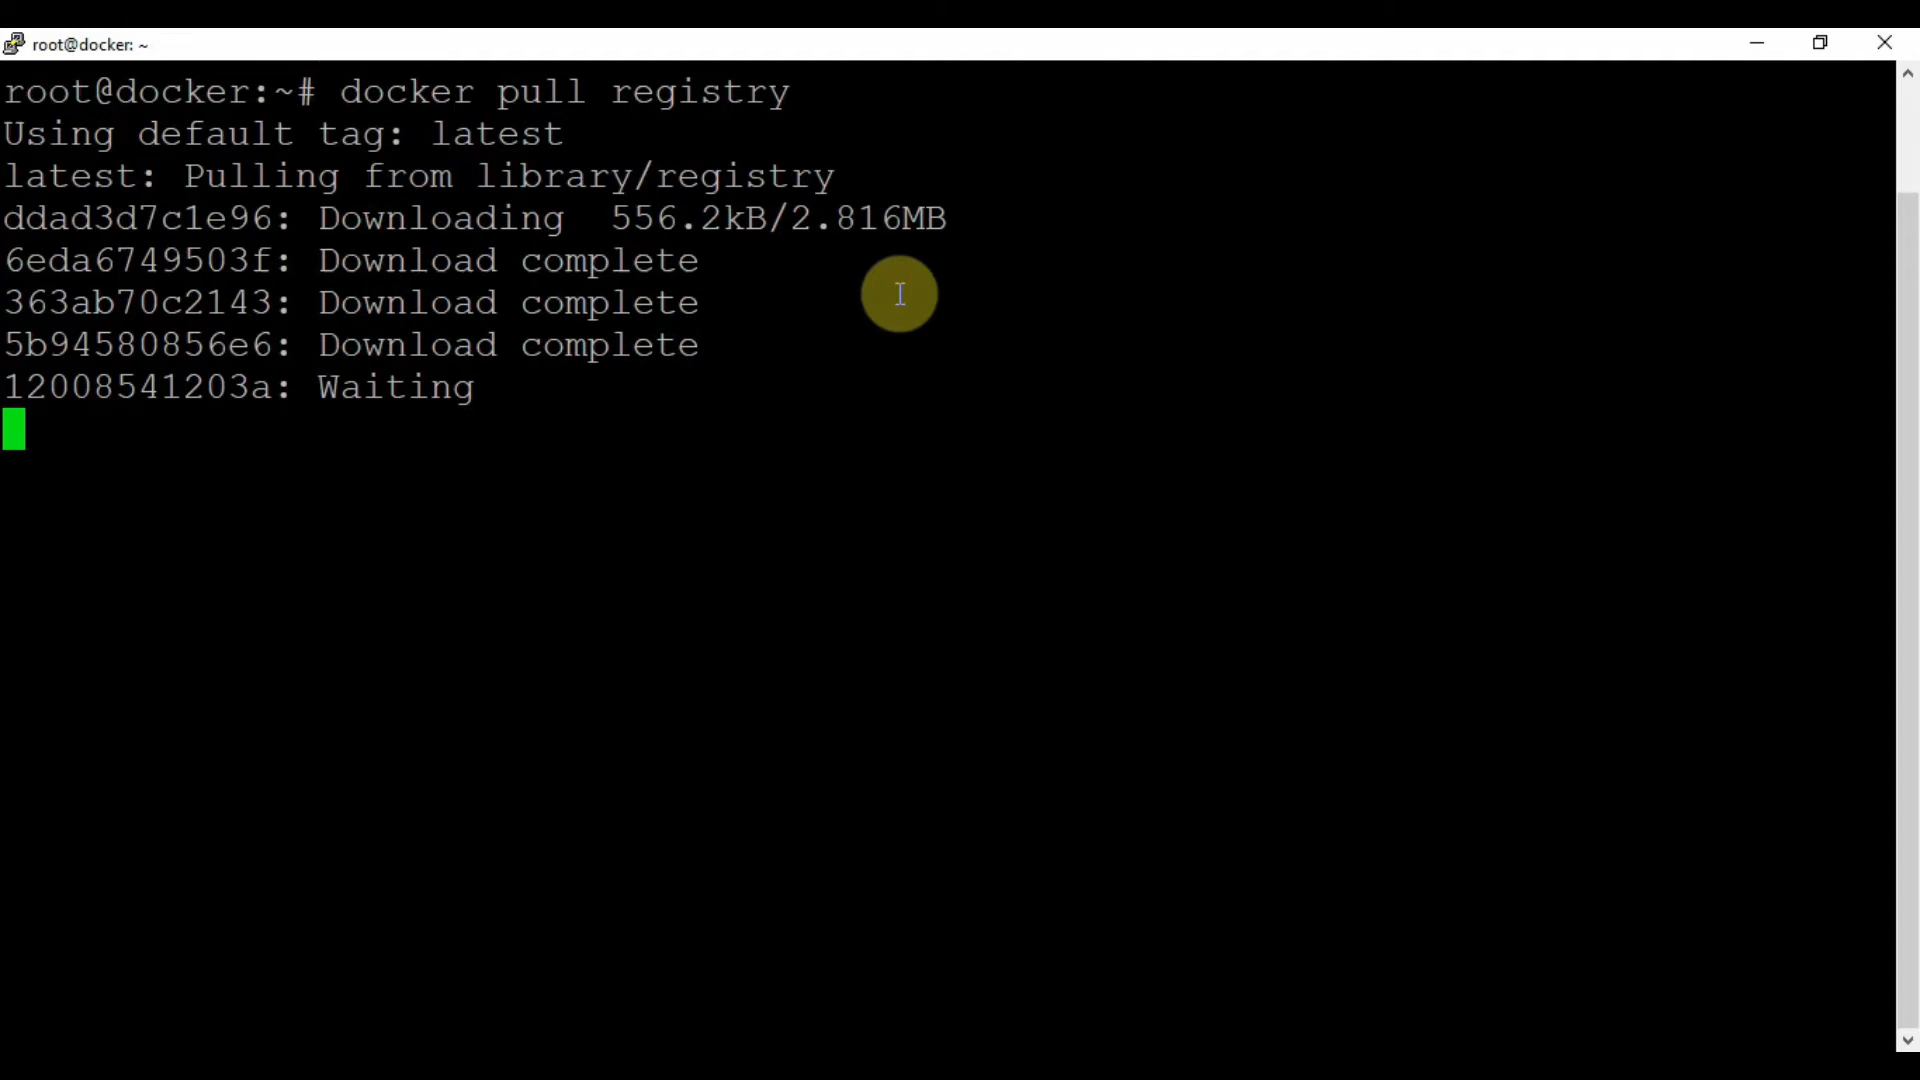 root@docker: ~
root@docker:~# docker pull registry
Using default tag: latest
latest: Pulling from library/registry
ddad3d7c1e96: Downloading  556.2kB/2.816MB
6eda6749503f: Download complete
363ab70c2143: Download complete
5b94580856e6: Download complete
12008541203a: Waiting